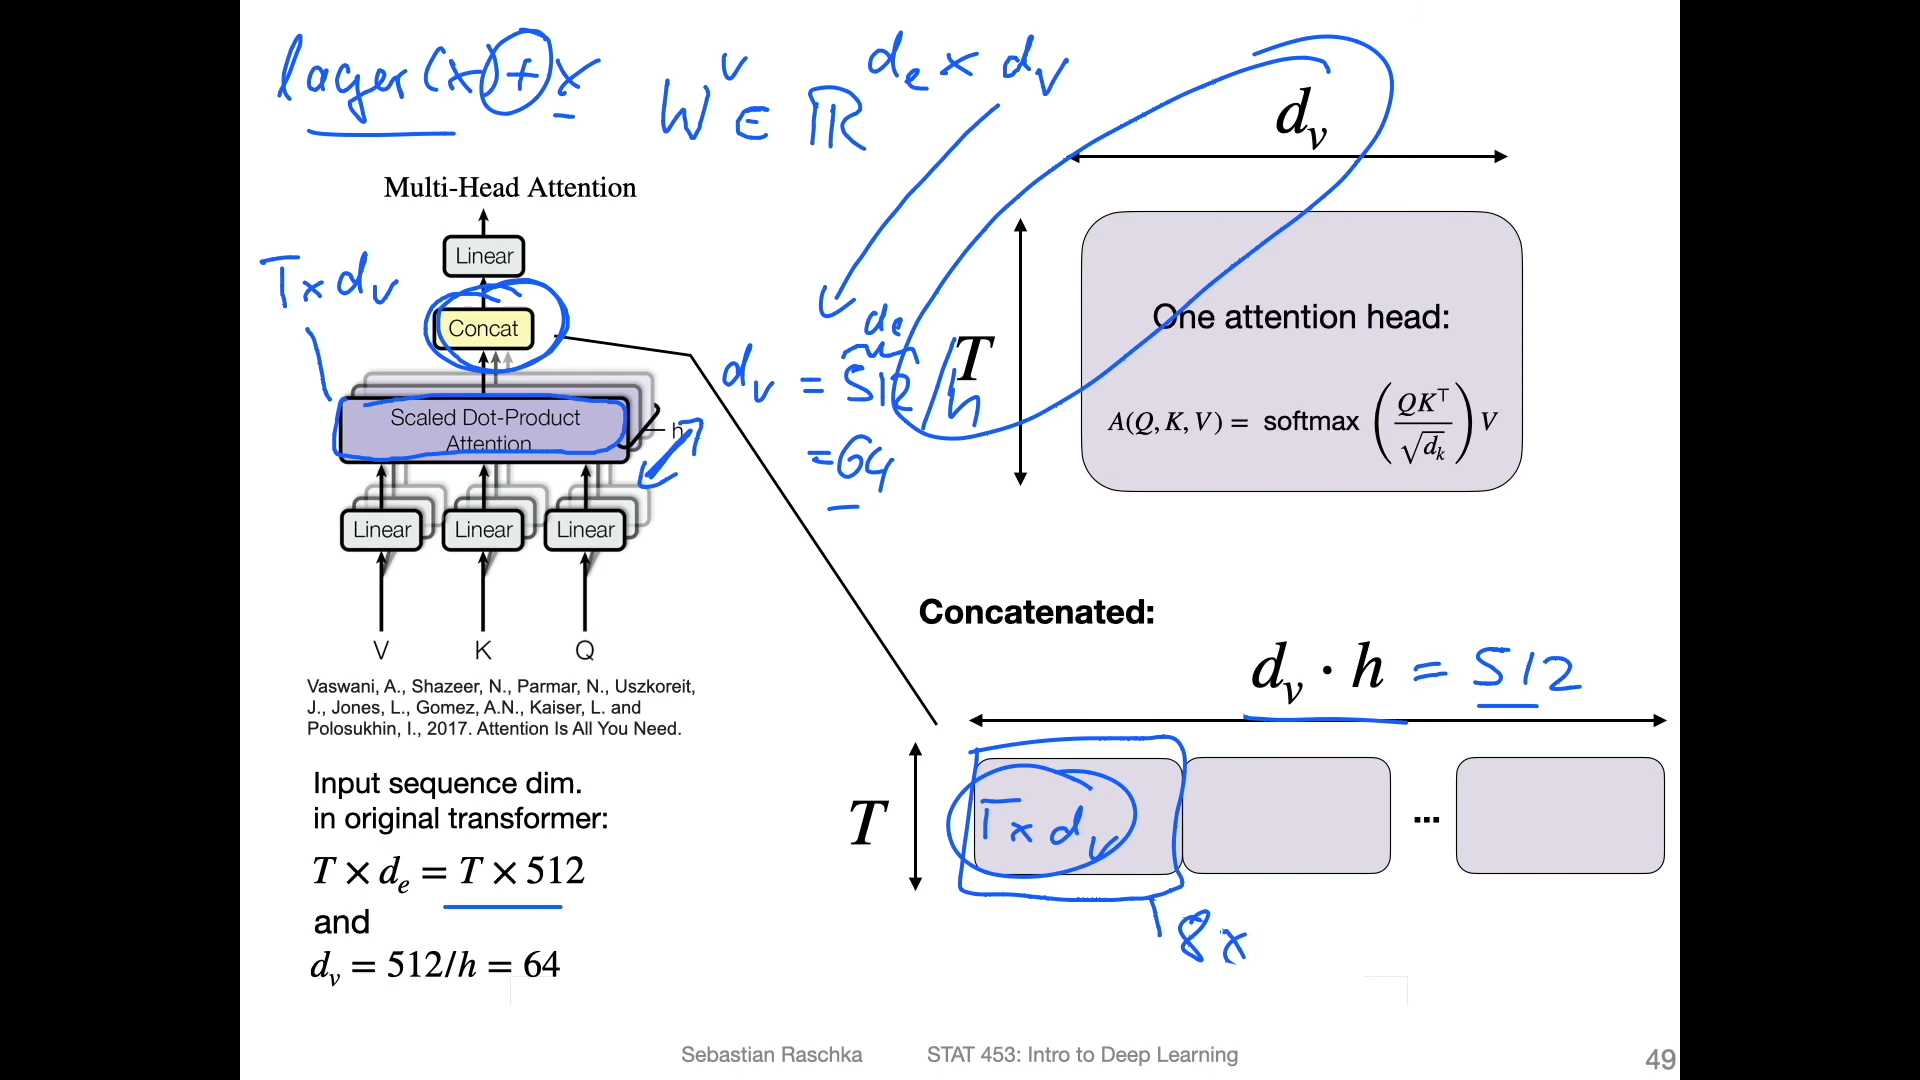 layer(x) + x
W^v ∈ ℝ^{d_e × d_v}
d_v
Multi-Head Attention
Linear
T × d_v
Concat
Scaled Dot-Product
Attention
h
Linear
Linear
Linear
V
K
Q
d_e
d_v = 512/h
= 64
T
One attention head:
A(Q, K, V) = softmax (QK^⊤ / √d_k) V
Vaswani, A., Shazeer, N., Parmar, N., Uszkoreit,
J., Jones, L., Gomez, A.N., Kaiser, L. and
Polosukhin, I., 2017. Attention Is All You Need.
Input sequence dim.
in original transformer:
T × d_e = T × 512
and
d_v = 512/h = 64
Concatenated:
d_v · h = 512
T
T × d_v
...
8x
Sebastian Raschka
STAT 453: Intro to Deep Learning
49